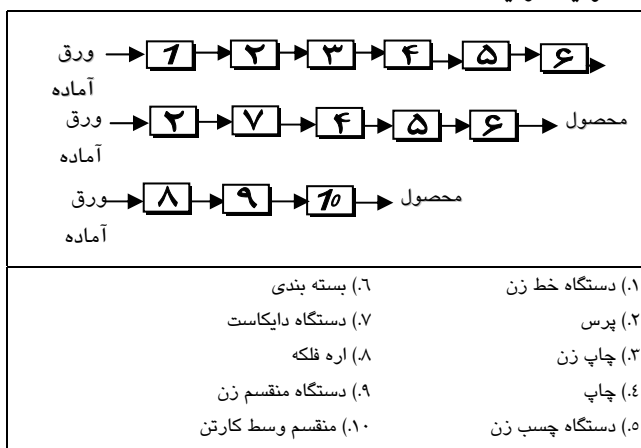 ورق ۱ ۲ ۳ ۴ ۵ ۶
آماده
ورق ۲ ۷ ۴ ۵ ۶ محصول
آماده
ورق ۸ ۹ ۱۰ محصول
آماده
۱.) دستگاه خط زن ۶.) بسته بندی
۲.) پرس ۷.) دستگاه دایکاست
۳.) چاپ زن ۸.) اره فلکه
٤.) چاپ ۹.) دستگاه منقسم زن
٥.) دستگاه چسب زن ۱۰.) منقسم وسط کارتن